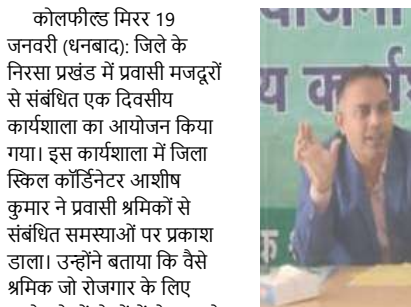 कोलफील्ड मिरर 19
जनवरी (धनबाद): जिले के
निरसा प्रखंड में प्रवासी मजदूरों
से संबंधित एक दिवसीय
कार्यशाला का आयोजन किया
गया। इस कार्यशाला में जिला
स्किल कॉर्डिनेटर आशीष
कुमार ने प्रवासी श्रमिकों से
संबंधित समस्याओं पर प्रकाश
डाला। उन्होंने बताया कि वैसे
श्रमिक जो रोजगार के लिए